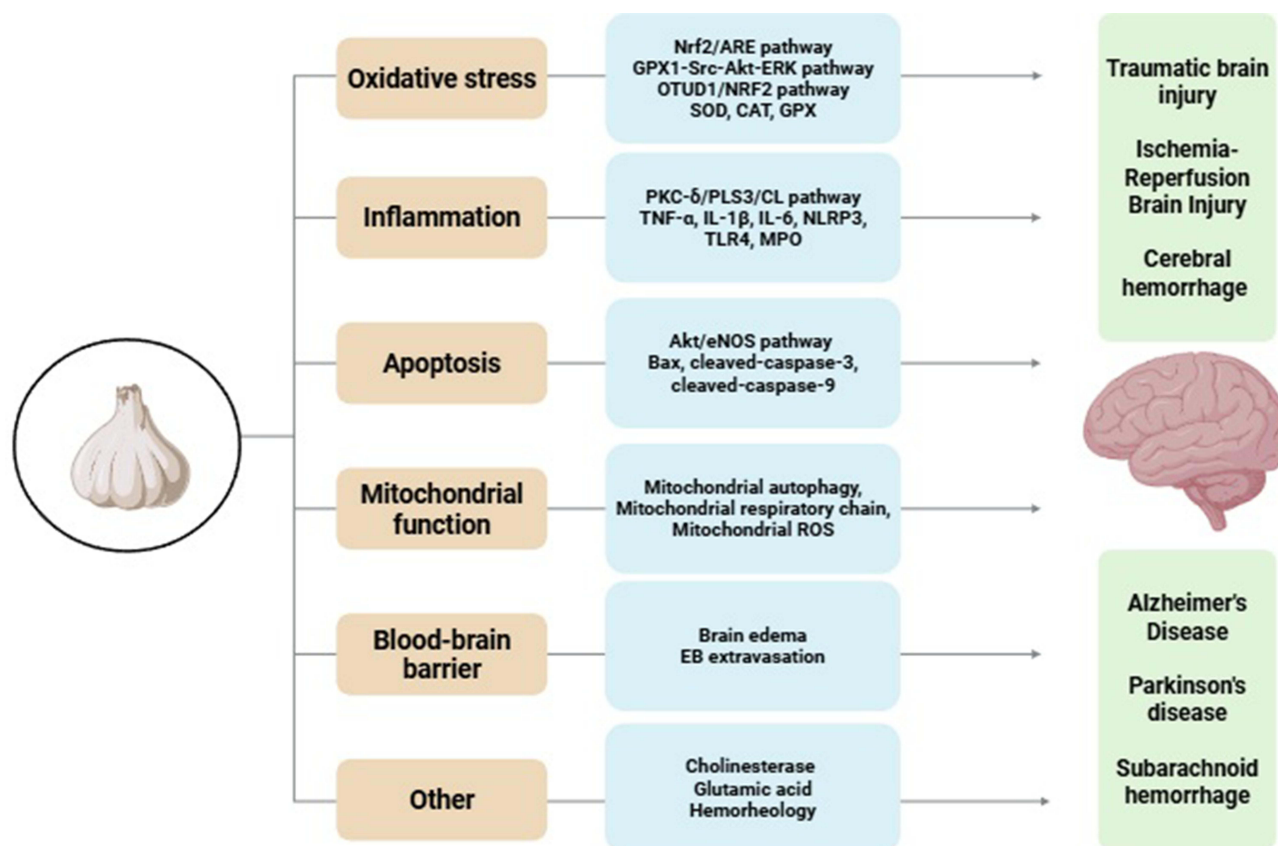 Oxidative stress
Nrf2/ARE pathway
GPX1-Src-Akt-ERK pathway
OTUD1/NRF2 pathway
SOD, CAT, GPX
Inflammation
PKC-δ/PLS3/CL pathway
TNF-α, IL-1β, IL-6, NLRP3,
TLR4, MPO
Apoptosis
Akt/eNOS pathway
Bax, cleaved-caspase-3,
cleaved-caspase-9
Mitochondrial
function
Mitochondrial autophagy,
Mitochondrial respiratory chain,
Mitochondrial ROS
Blood-brain
barrier
Brain edema
EB extravasation
Other
Cholinesterase
Glutamic acid
Hemorheology
Traumatic brain
injury
Ischemia-
Reperfusion
Brain Injury
Cerebral
hemorrhage
Alzheimer's
Disease
Parkinson's
disease
Subarachnoid
hemorrhage